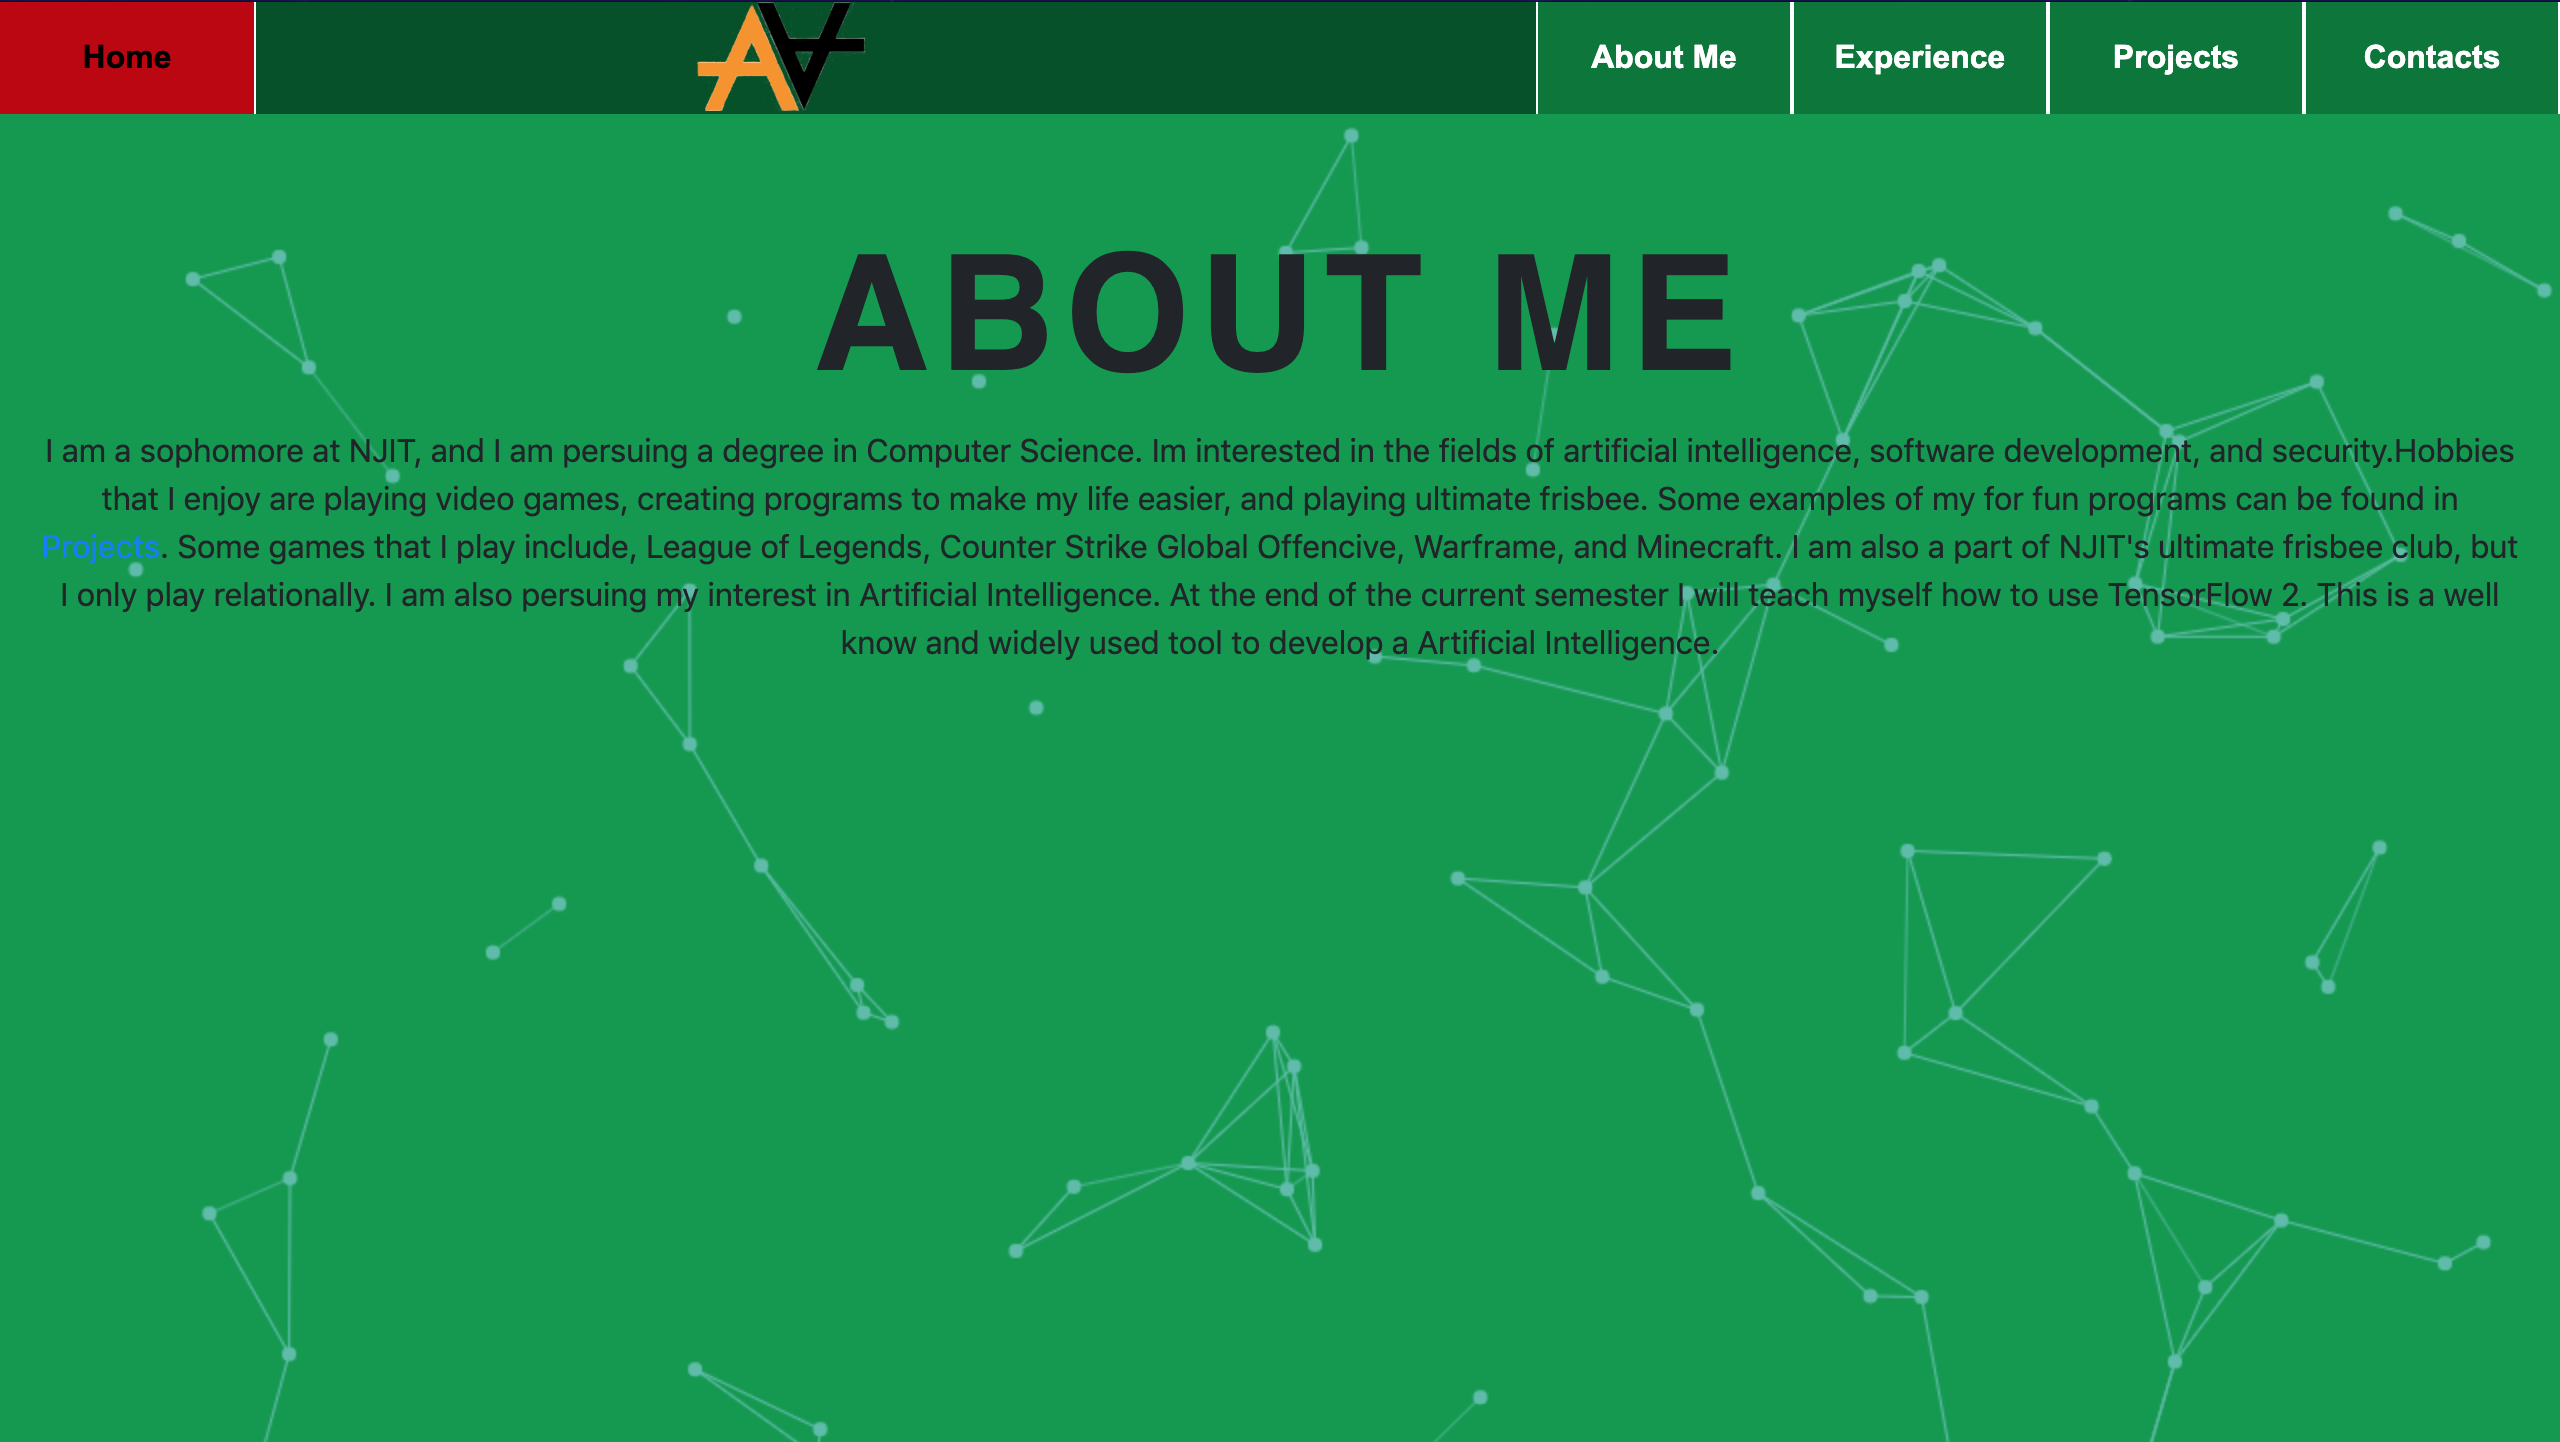 Home
About Me
Experience
Projects
Contacts
ABOUT ME
I am a sophomore at NJIT, and I am persuing a degree in Computer Science. Im interested in the fields of artificial intelligence, software development, and security.Hobbies
that I enjoy are playing video games, creating programs to make my life easier, and playing ultimate frisbee. Some examples of my for fun programs can be found in
Projects. Some games that I play include, League of Legends, Counter Strike Global Offencive, Warframe, and Minecraft. I am also a part of NJIT's ultimate frisbee club, but
I only play relationally. I am also persuing my interest in Artificial Intelligence. At the end of the current semester I will teach myself how to use TensorFlow 2. This is a well
know and widely used tool to develop a Artificial Intelligence.